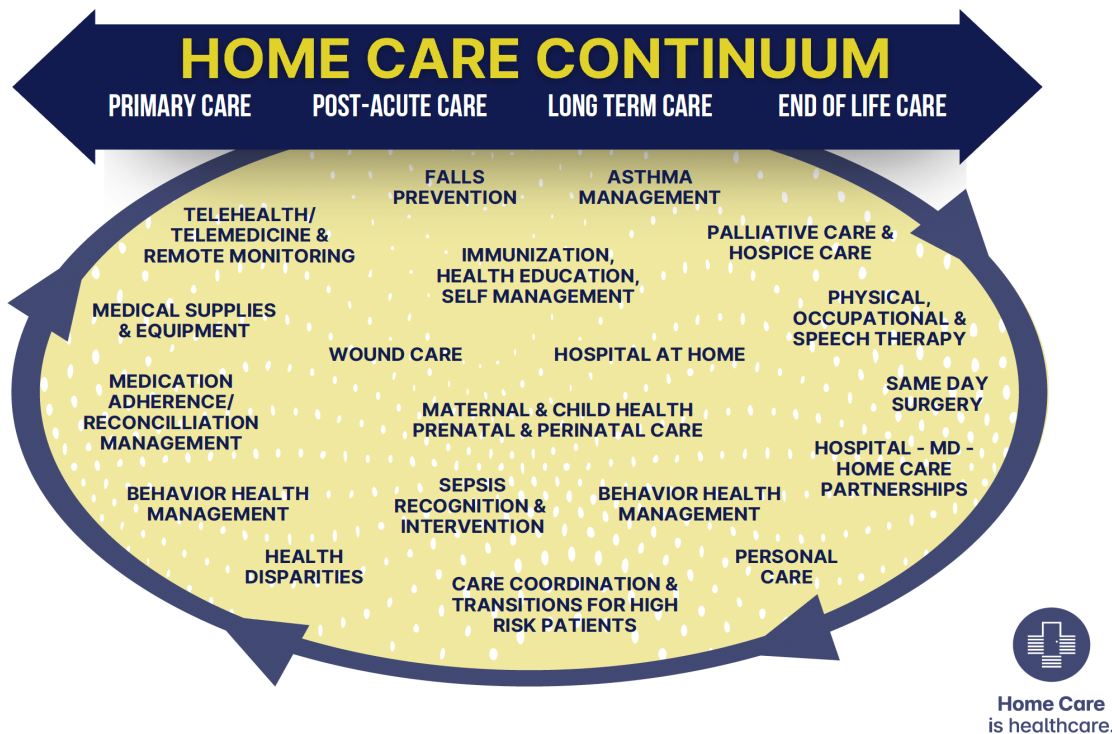 HOME CARE CONTINUUM
PRIMARY CARE POST-ACUTE CARE LONG TERM CARE END OF LIFE CARE
FALLS
PREVENTION
ASTHMA
MANAGEMENT
TELEHEALTH/
TELEMEDICINE &
REMOTE MONITORING
PALLIATIVE CARE &
HOSPICE CARE
IMMUNIZATION,
HEALTH EDUCATION,
SELF MANAGEMENT
MEDICAL SUPPLIES
& EQUIPMENT
PHYSICAL,
OCCUPATIONAL &
SPEECH THERAPY
WOUND CARE
HOSPITAL AT HOME
MEDICATION
ADHERENCE/
RECONCILLIATION
MANAGEMENT
SAME DAY
SURGERY
MATERNAL & CHILD HEALTH
PRENATAL & PERINATAL CARE
HOSPITAL - MD -
HOME CARE
PARTNERSHIPS
BEHAVIOR HEALTH
MANAGEMENT
SEPSIS
RECOGNITION &
INTERVENTION
BEHAVIOR HEALTH
MANAGEMENT
HEALTH
DISPARITIES
PERSONAL
CARE
CARE COORDINATION &
TRANSITIONS FOR HIGH
RISK PATIENTS
Home Care
is healthcare.